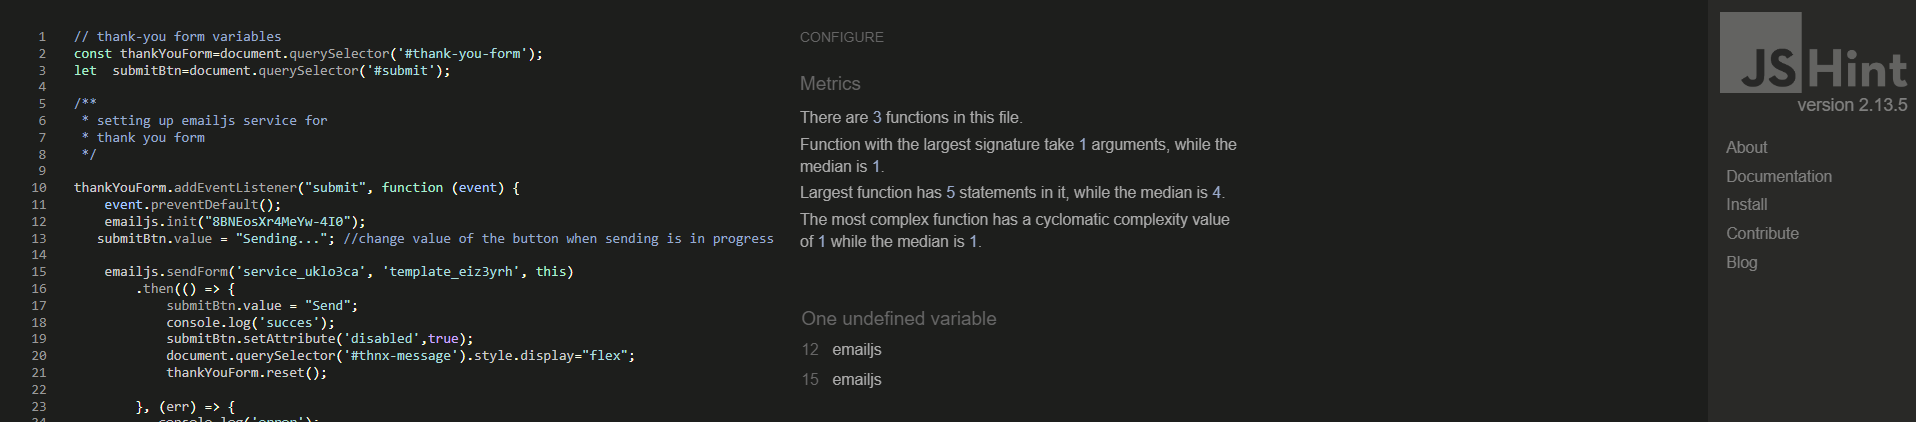 1 // thank-you form variables
2 const thankYouForm=document.querySelector('#thank-you-form');
3 let  submitBtn=document.querySelector('#submit');
4
5 /**
6  * setting up emailjs service for
7  * thank you form
8  */
9
10 thankYouForm.addEventListener("submit", function (event) {
11     event.preventDefault();
12     emailjs.init("8BNEosXr4MeYw-4I0");
13    submitBtn.value = "Sending..."; //change value of the button when sending is in progress
14
15     emailjs.sendForm('service_uklo3ca', 'template_eiz3yrh', this)
16         .then(() => {
17             submitBtn.value = "Send";
18             console.log('succes');
19             submitBtn.setAttribute('disabled',true);
20             document.querySelector('#thnx-message').style.display="flex";
21             thankYouForm.reset();
22
23         }, (err) => {
24             console.log('error');
CONFIGURE
Metrics
There are 3 functions in this file.
Function with the largest signature take 1 arguments, while the
median is 1.
Largest function has 5 statements in it, while the median is 4.
The most complex function has a cyclomatic complexity value
of 1 while the median is 1.
One undefined variable
12 emailjs
15 emailjs
JSHint
version 2.13.5
About
Documentation
Install
Contribute
Blog